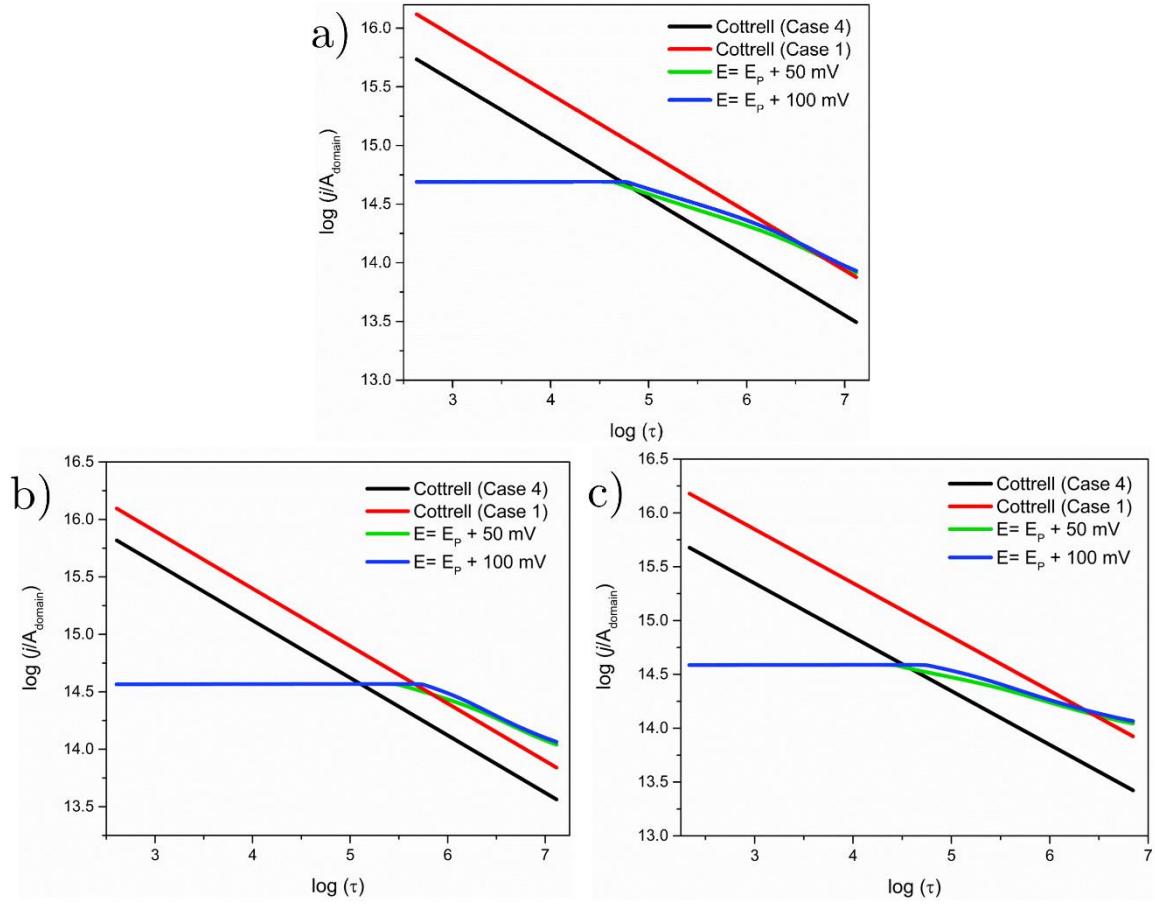 a)
Cottrell (Case 4)
Cottrell (Case 1)
E= E_P + 50 mV
E= E_P + 100 mV
log (j/A_domain)
16.0
15.5
15.0
14.5
14.0
13.5
13.0
3 4 5 6 7
log (τ)
b)
Cottrell (Case 4)
Cottrell (Case 1)
E= E_P + 50 mV
E= E_P + 100 mV
log (j/A_domain)
16.5
16.0
15.5
15.0
14.5
14.0
13.5
3 4 5 6 7
log (τ)
c)
Cottrell (Case 4)
Cottrell (Case 1)
E= E_P + 50 mV
E= E_P + 100 mV
log (j/A_domain)
16.5
16.0
15.5
15.0
14.5
14.0
13.5
13.0
3 4 5 6 7
log (τ)